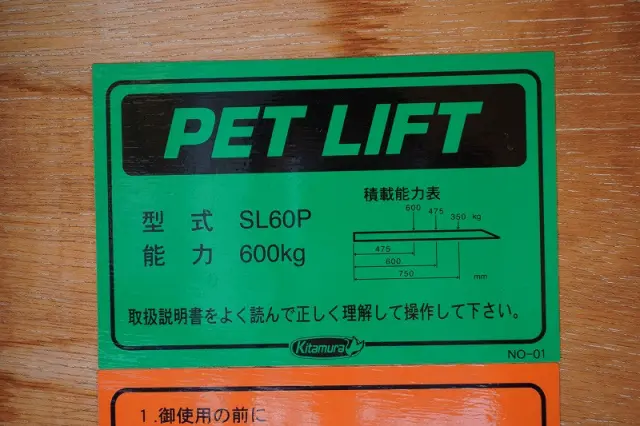 PET LIFT
型式 SL60P
能力 600kg
積載能力表
600 475 350 kg
475
600
750 mm
取扱説明書をよく読んで正しく理解して操作して下さい。
Kitamura
NO-01
1.御使用の前に